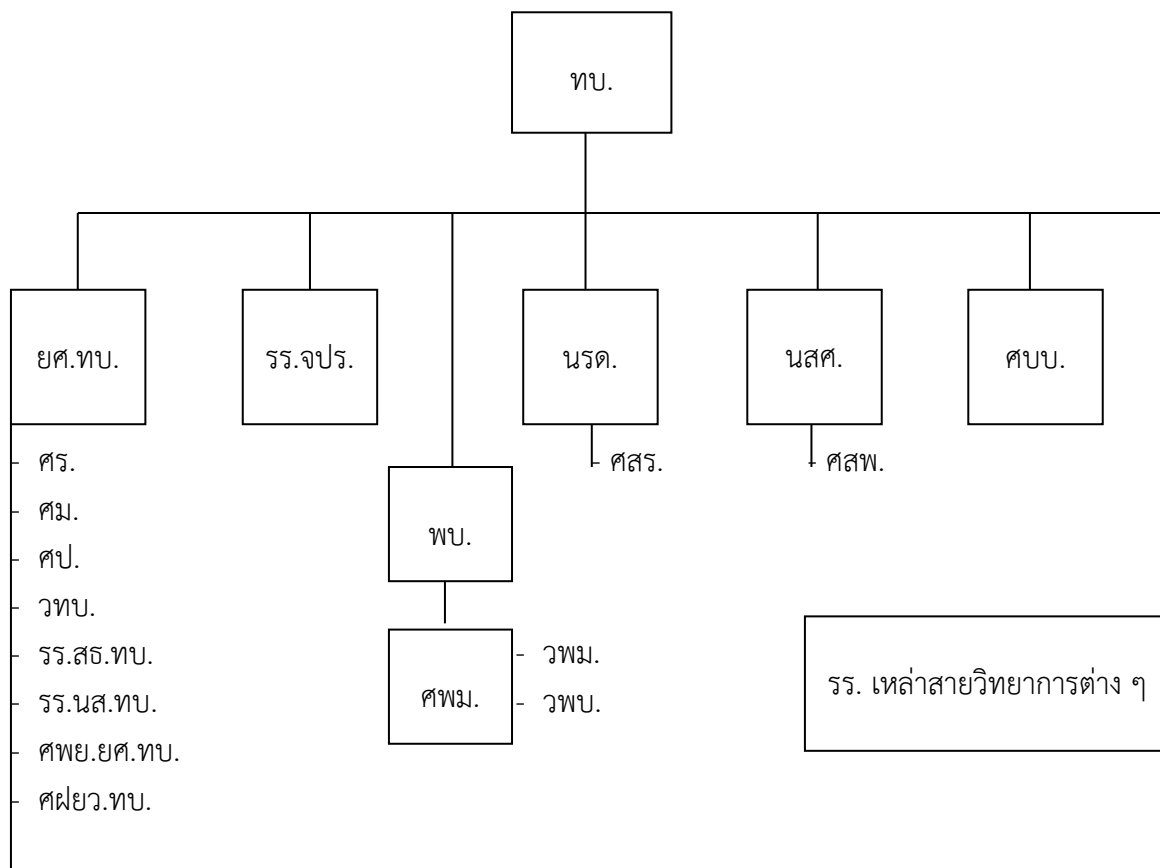 ทบ.
ยศ.ทบ.
รร.จปร.
นรด.
นสศ.
ศบบ.
- ศร.
- ศม.
- ศป.
- วทบ.
- รร.สธ.ทบ.
- รร.นส.ทบ.
- ศพย.ยศ.ทบ.
- ศฝยว.ทบ.
พบ.
ศพม.
- วพม.
- วพบ.
- ศสร.
- ศสพ.
รร. เหล่าสายวิทยาการต่าง ๆ